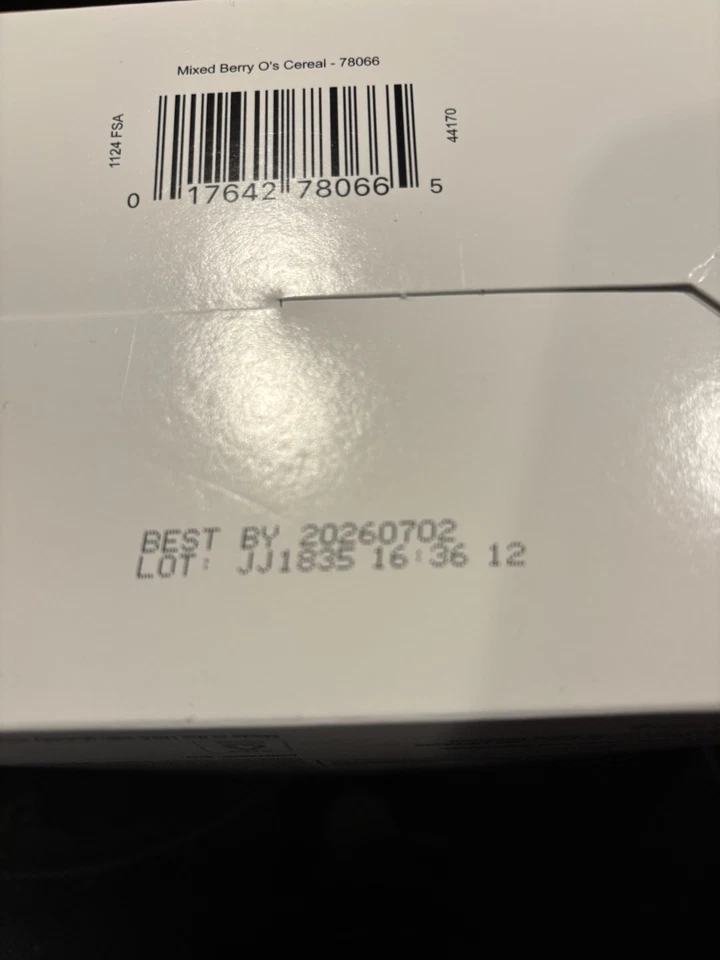 Mixed Berry O's Cereal - 78066
1124 FSA
44170
0 17642 78066 5
BEST BY 20260702
LOT: JJ1835 16:36 12